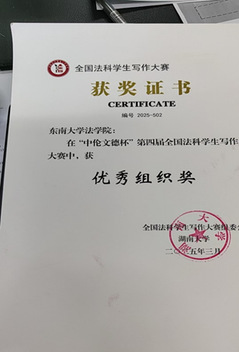 全国法科学生写作大赛
获奖证书
CERTIFICATE
编号 2025-502
东南大学法学院：
在“中伦文德杯”第四届全国法科学生写作
大赛中，获
优秀组织奖
全国法科学生写作大赛组委会
湖南大学
二〇二五年三月